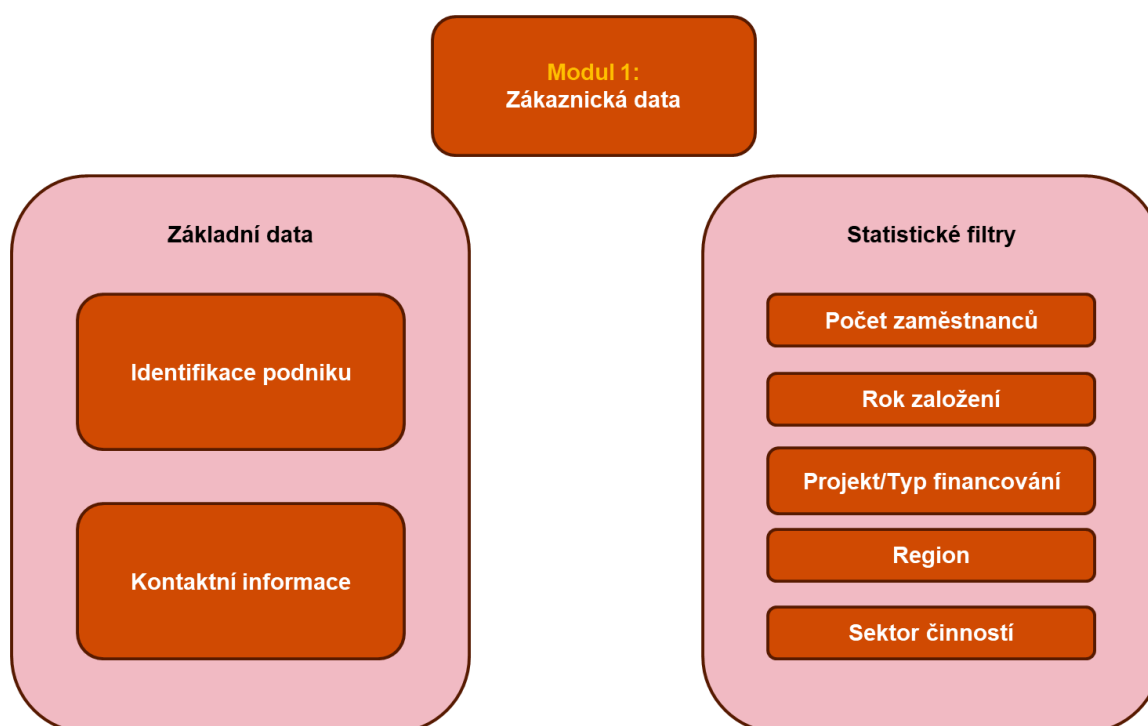 Modul 1:
Zákaznická data
Základní data
Identifikace podniku
Kontaktní informace
Statistické filtry
Počet zaměstnanců
Rok založení
Projekt/Typ financování
Region
Sektor činností